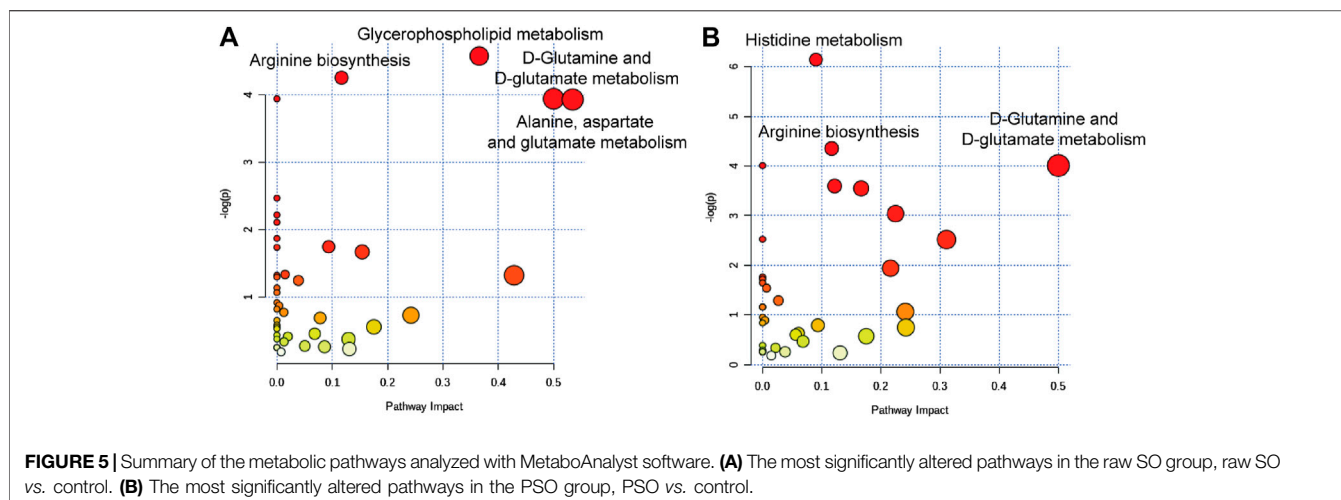 A
Glycerophospholipid metabolism
Arginine biosynthesis
D-Glutamine and
D-glutamate metabolism
Alanine, aspartate
and glutamate metabolism
4
3
2
1
-log(p)
0.0 0.1 0.2 0.3 0.4 0.5
Pathway Impact
B
Histidine metabolism
Arginine biosynthesis
D-Glutamine and
D-glutamate metabolism
6
5
4
3
2
1
0
-log(p)
0.0 0.1 0.2 0.3 0.4 0.5
Pathway Impact
FIGURE 5 | Summary of the metabolic pathways analyzed with MetaboAnalyst software. (A) The most significantly altered pathways in the raw SO group, raw SO
vs. control. (B) The most significantly altered pathways in the PSO group, PSO vs. control.